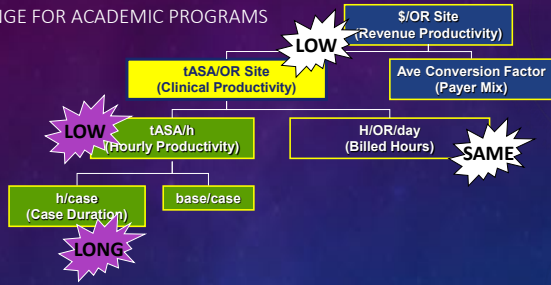 NGE FOR ACADEMIC PROGRAMS
$/OR Site
(Revenue Productivity)
LOW
tASA/OR Site
(Clinical Productivity)
Ave Conversion Factor
(Payer Mix)
LOW
tASA/h
(Hourly Productivity)
H/OR/day
(Billed Hours)
SAME
h/case
(Case Duration)
base/case
LONG